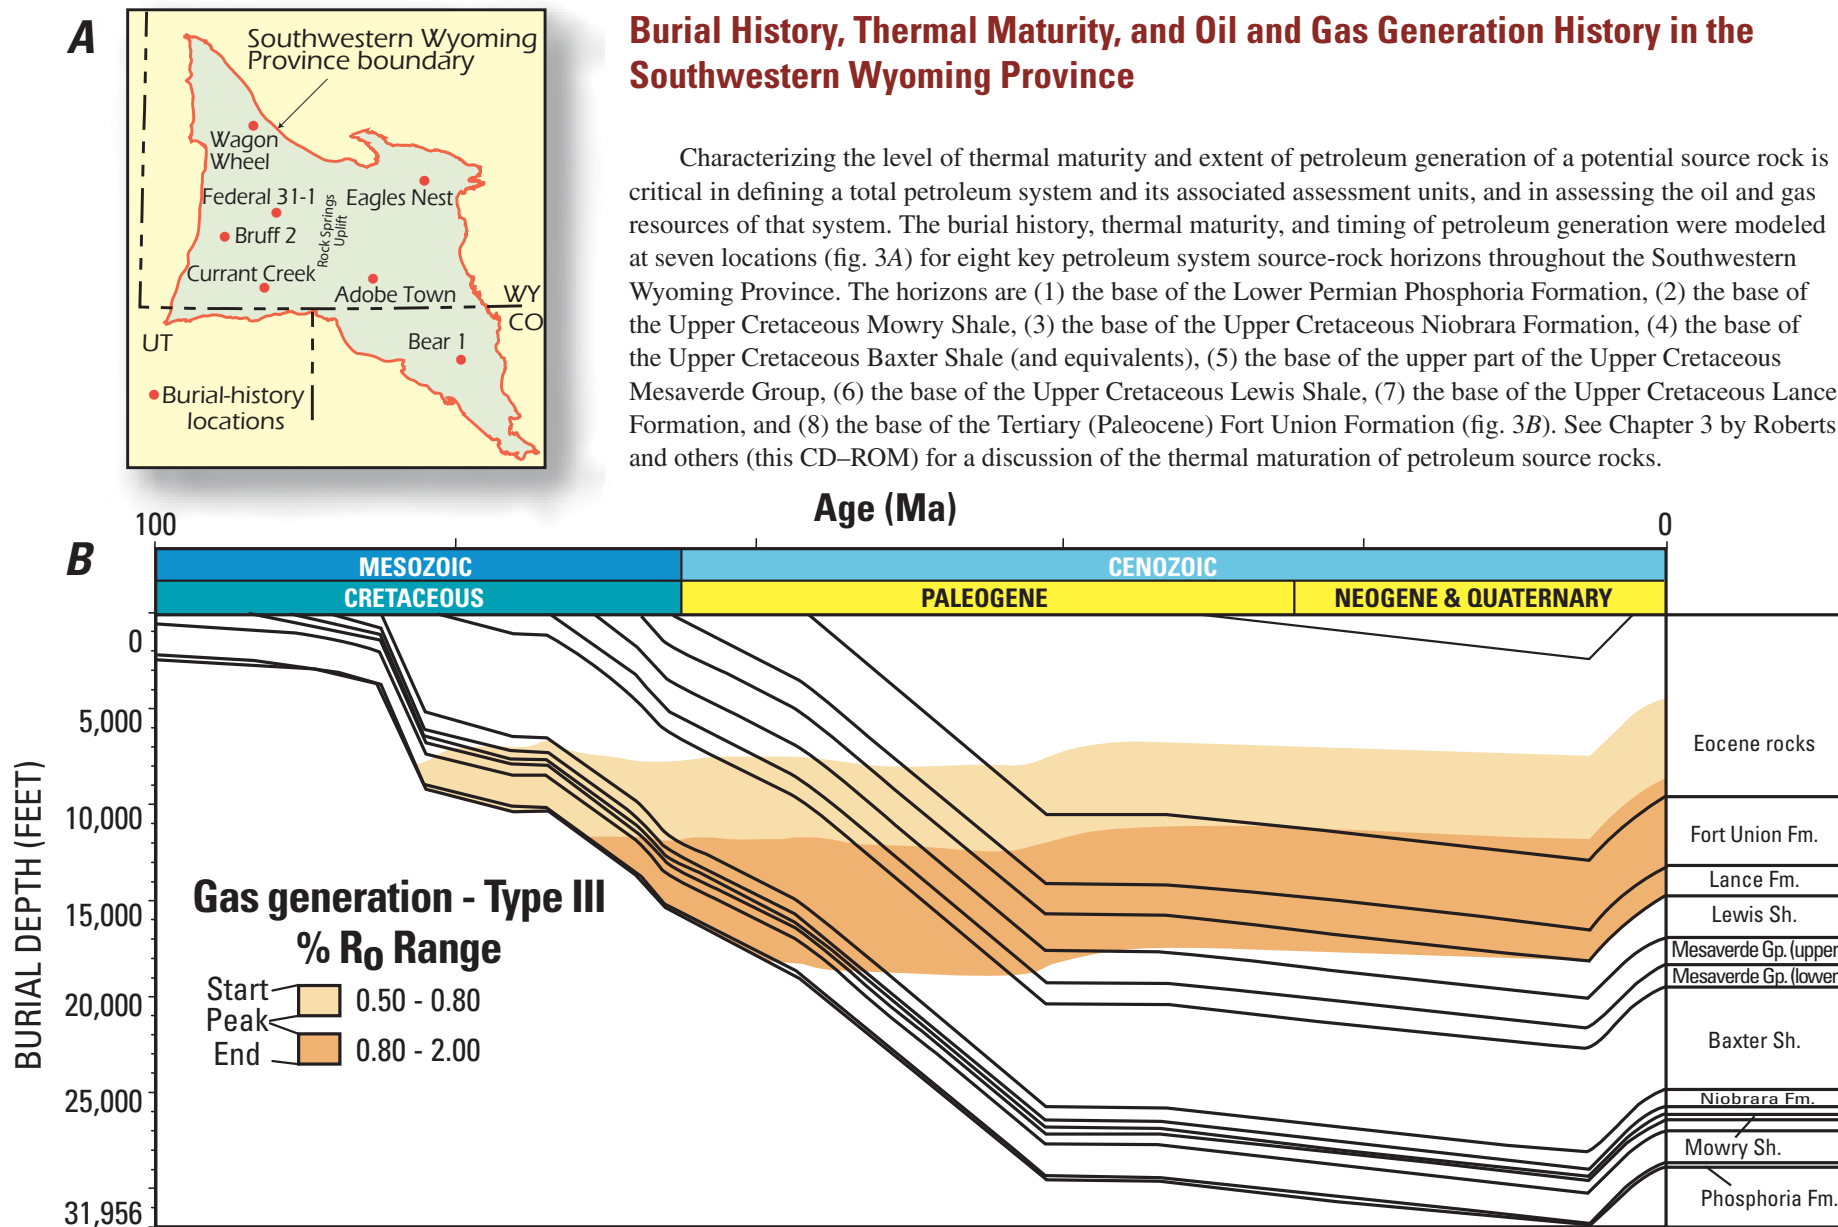 A
Southwestern Wyoming
Province boundary
Wagon
Wheel
Federal 31-1
Eagles Nest
Rock Springs
Uplift
Bruff 2
Currant Creek
Adobe Town
WY
CO
UT
Bear 1
Burial-history
locations
Burial History, Thermal Maturity, and Oil and Gas Generation History in the
Southwestern Wyoming Province
Characterizing the level of thermal maturity and extent of petroleum generation of a potential source rock is
critical in defining a total petroleum system and its associated assessment units, and in assessing the oil and gas
resources of that system. The burial history, thermal maturity, and timing of petroleum generation were modeled
at seven locations (fig. 3A) for eight key petroleum system source-rock horizons throughout the Southwestern
Wyoming Province. The horizons are (1) the base of the Lower Permian Phosphoria Formation, (2) the base of
the Upper Cretaceous Mowry Shale, (3) the base of the Upper Cretaceous Niobrara Formation, (4) the base of
the Upper Cretaceous Baxter Shale (and equivalents), (5) the base of the upper part of the Upper Cretaceous
Mesaverde Group, (6) the base of the Upper Cretaceous Lewis Shale, (7) the base of the Upper Cretaceous Lance
Formation, and (8) the base of the Tertiary (Paleocene) Fort Union Formation (fig. 3B). See Chapter 3 by Roberts
and others (this CD–ROM) for a discussion of the thermal maturation of petroleum source rocks.
Age (Ma)
100
0
B
MESOZOIC
CENOZOIC
CRETACEOUS
PALEOGENE
NEOGENE & QUATERNARY
BURIAL DEPTH (FEET)
0
5,000
10,000
15,000
20,000
25,000
31,956
Gas generation - Type III
% Ro Range
Start
Peak
End
0.50 - 0.80
0.80 - 2.00
Eocene rocks
Fort Union Fm.
Lance Fm.
Lewis Sh.
Mesaverde Gp. (upper
Mesaverde Gp. (lower
Baxter Sh.
Niobrara Fm.
Mowry Sh.
Phosphoria Fm.